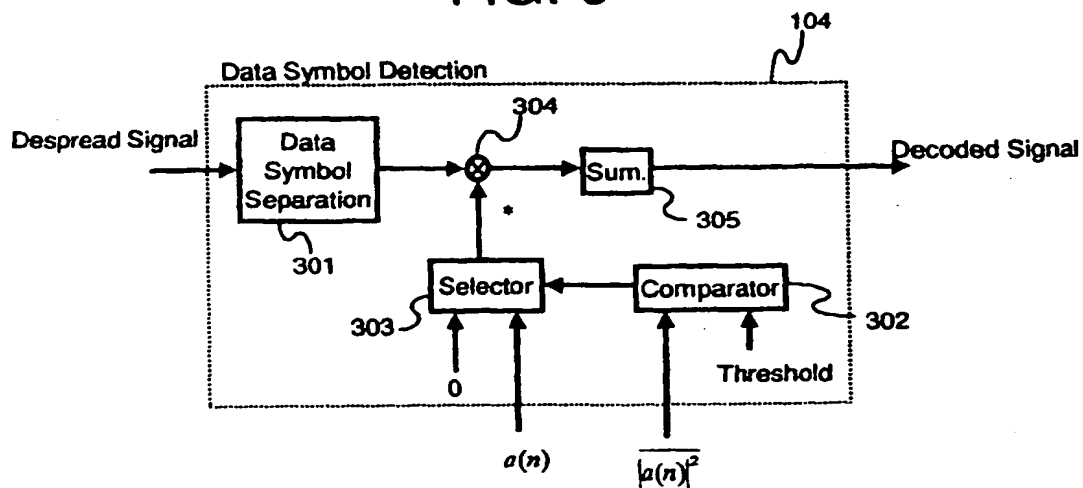 104
Data Symbol Detection
304
Despread Signal
Data
Symbol
Separation
Sum.
Decoded Signal
*
305
301
Selector
Comparator
303
302
0
Threshold
a(n)
|a(n)|²